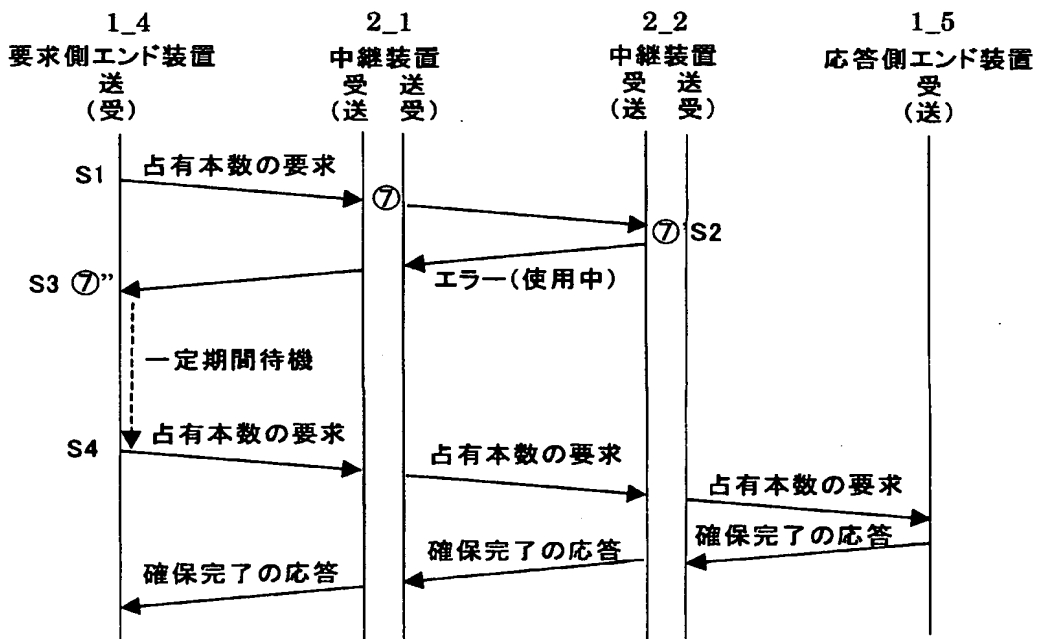 1_4 2_1 2_2 1_5
要求側エンド装置 中継装置 中継装置 応答側エンド装置
送 受 送 受 送 受
(受) (送 受) (送 受) (送)
S1 占有本数の要求
⑦
⑦' S2
エラー(使用中)
S3 ⑦"
一定期間待機
S4 占有本数の要求
占有本数の要求
占有本数の要求
確保完了の応答
確保完了の応答
確保完了の応答